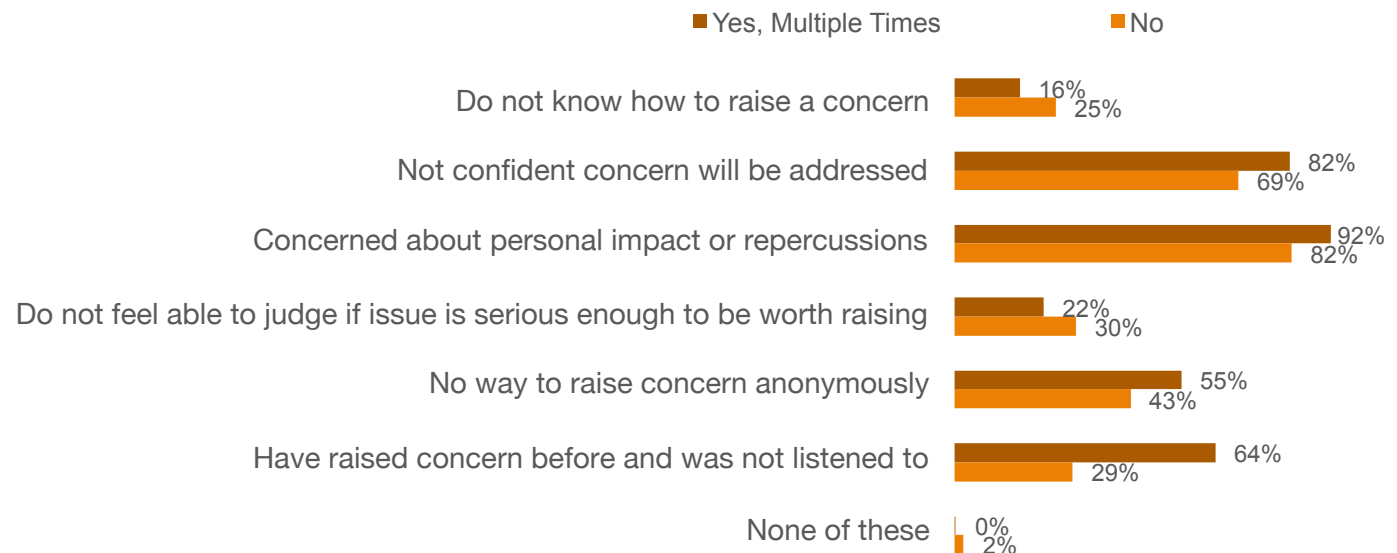 Yes, Multiple Times No
Do not know how to raise a concern 16%
25%
Not confident concern will be addressed 82%
69%
Concerned about personal impact or repercussions 92%
82%
Do not feel able to judge if issue is serious enough to be worth raising 22%
30%
No way to raise concern anonymously 55%
43%
Have raised concern before and was not listened to 64%
29%
None of these 0%
2%